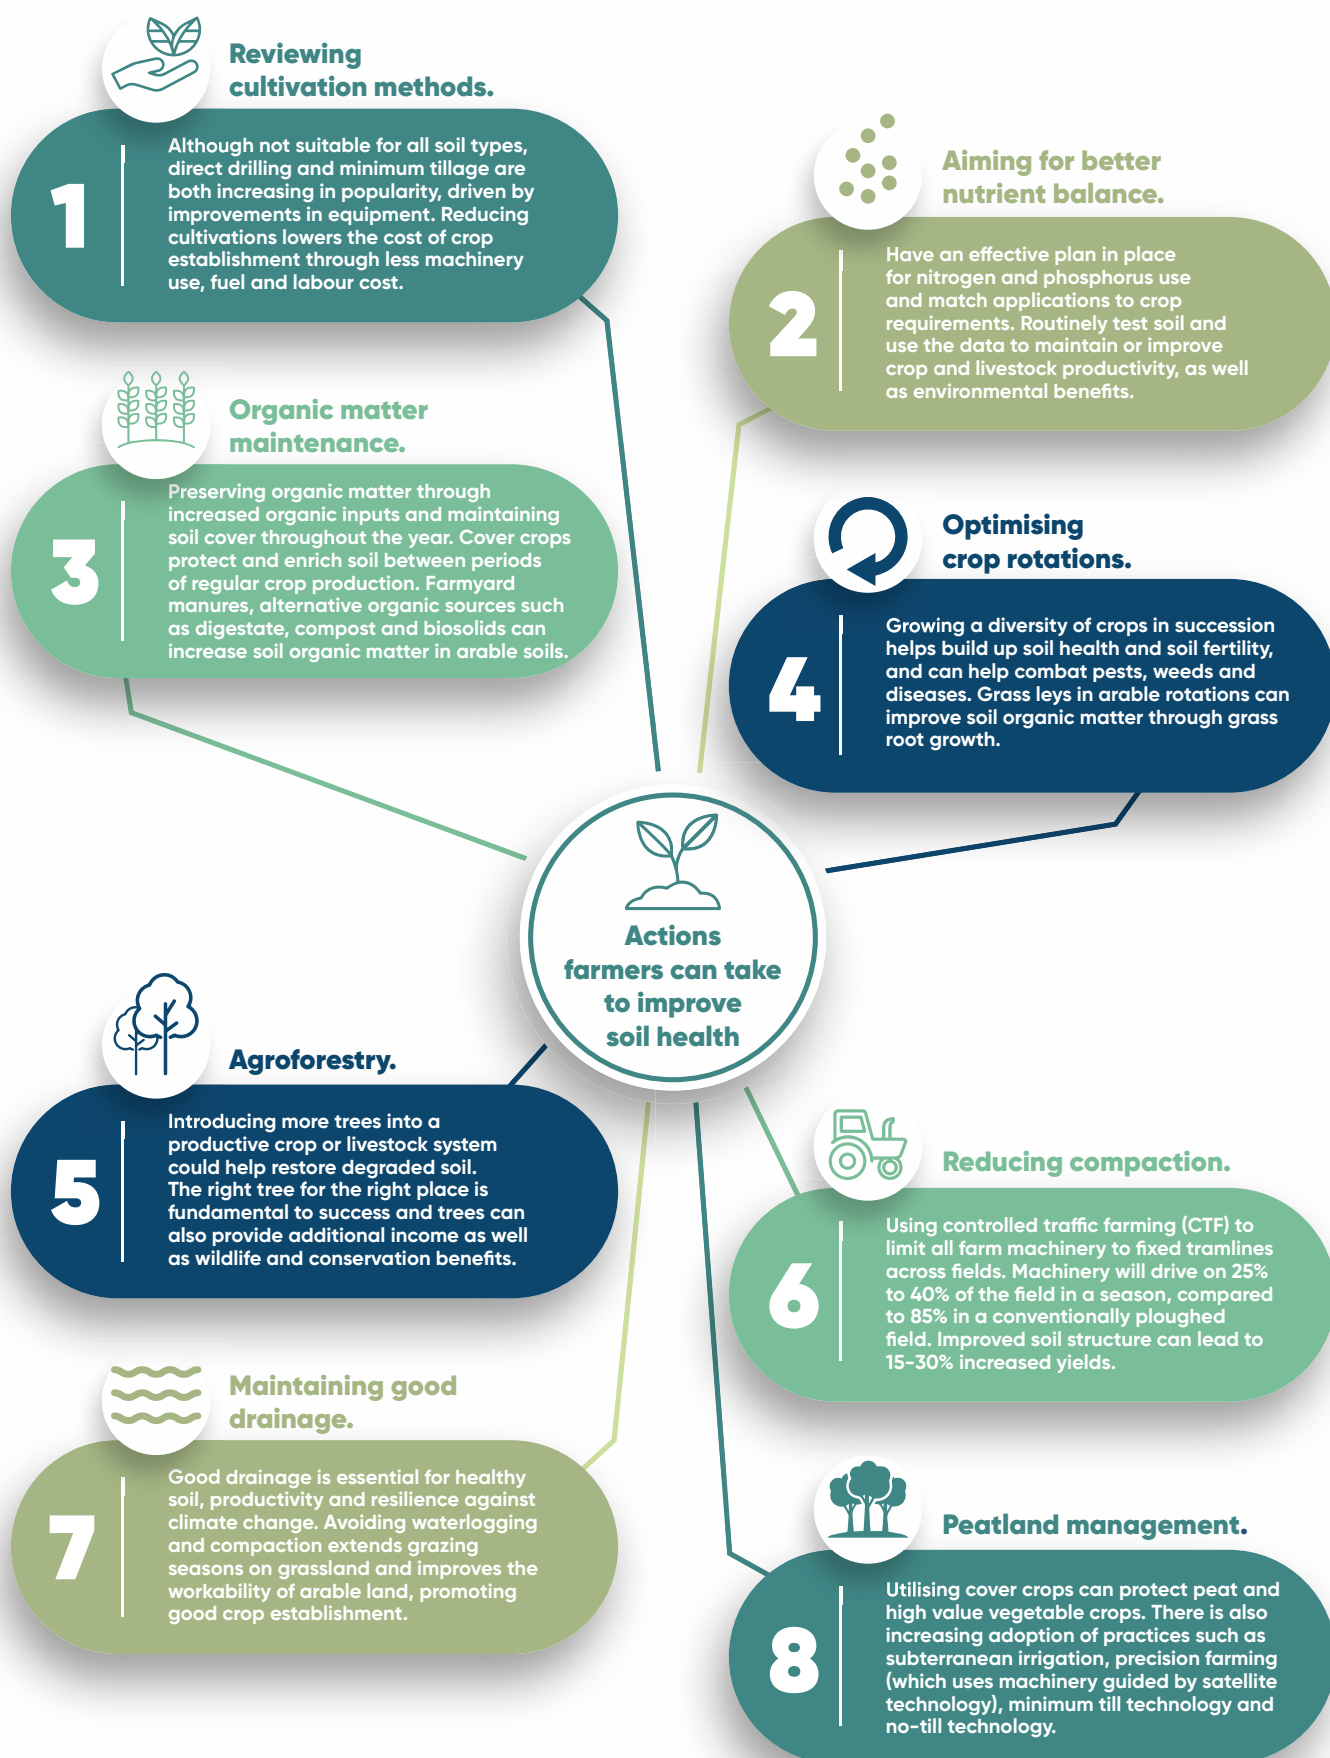 Reviewing
cultivation methods.
1
Although not suitable for all soil types,
direct drilling and minimum tillage are
both increasing in popularity, driven by
improvements in equipment. Reducing
cultivations lowers the cost of crop
establishment through less machinery
use, fuel and labour cost.
Aiming for better
nutrient balance.
2
Have an effective plan in place
for nitrogen and phosphorus use
and match applications to crop
requirements. Routinely test soil and
use the data to maintain or improve
crop and livestock productivity, as well
as environmental benefits.
Organic matter
maintenance.
3
Preserving organic matter through
increased organic inputs and maintaining
soil cover throughout the year. Cover crops
protect and enrich soil between periods
of regular crop production. Farmyard
manures, alternative organic sources such
as digestate, compost and biosolids can
increase soil organic matter in arable soils.
Optimising
crop rotations.
4
Growing a diversity of crops in succession
helps build up soil health and soil fertility,
and can help combat pests, weeds and
diseases. Grass leys in arable rotations can
improve soil organic matter through grass
root growth.
Actions
farmers can take
to improve
soil health
Agroforestry.
5
Introducing more trees into a
productive crop or livestock system
could help restore degraded soil.
The right tree for the right place is
fundamental to success and trees can
also provide additional income as well
as wildlife and conservation benefits.
Reducing compaction.
6
Using controlled traffic farming (CTF) to
limit all farm machinery to fixed tramlines
across fields. Machinery will drive on 25%
to 40% of the field in a season, compared
to 85% in a conventionally ploughed
field. Improved soil structure can lead to
15-30% increased yields.
Maintaining good
drainage.
7
Good drainage is essential for healthy
soil, productivity and resilience against
climate change. Avoiding waterlogging
and compaction extends grazing
seasons on grassland and improves the
workability of arable land, promoting
good crop establishment.
Peatland management.
8
Utilising cover crops can protect peat and
high value vegetable crops. There is also
increasing adoption of practices such as
subterranean irrigation, precision farming
(which uses machinery guided by satellite
technology), minimum till technology and
no-till technology.